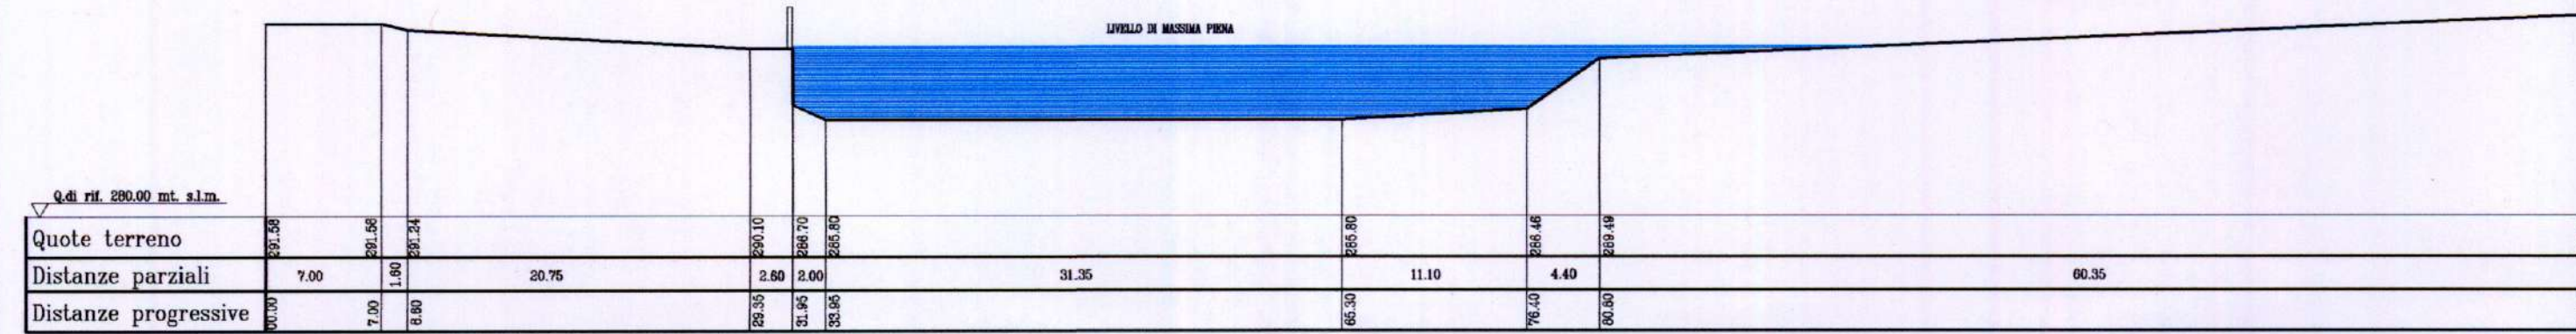 LIVELLO DI MASSIMA PIENA
Q.di rif. 280.00 mt. s.l.m.
Quote terreno 291.58 291.58 291.24 290.10 286.70 285.80 285.80 286.46 289.49
Distanze parziali 7.00 1.60 20.75 2.60 2.00 31.35 11.10 4.40 60.35
Distanze progressive 00.00 7.00 8.60 29.35 31.95 33.95 65.30 76.40 80.80